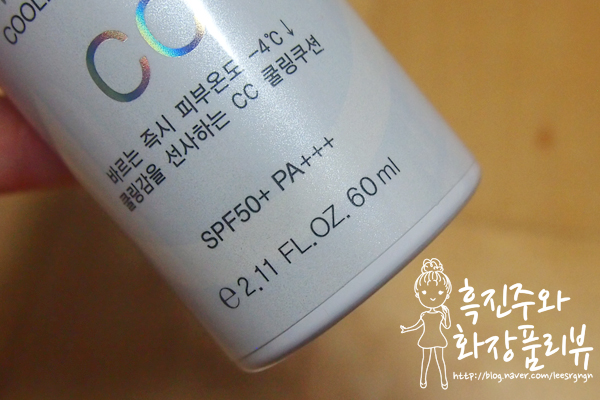 COOLI
CC
바르는 즉시 피부온도 -4℃↓
쿨링감을 선사하는 CC 쿨링쿠션
SPF50+ PA+++
℮2.11 FL.OZ. 60 ml
흑진주와
화장품리뷰
http://blog.naver.com/leesrgngn